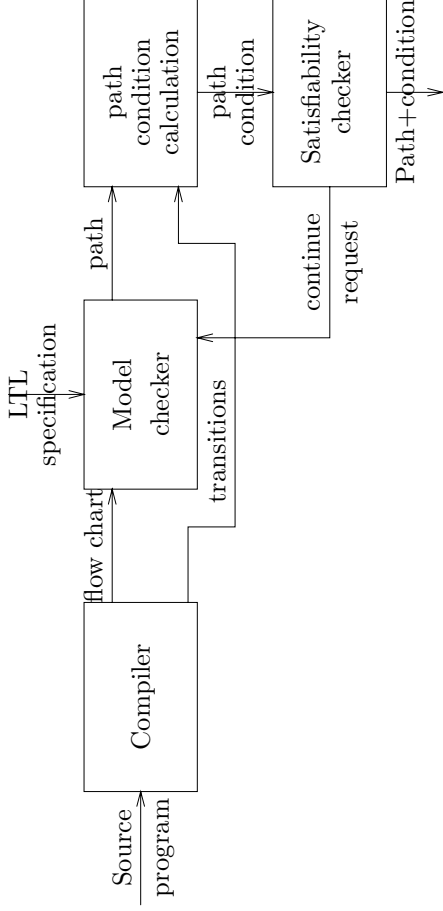 Source
program
Compiler
flow chart
transitions
LTL
specification
Model
checker
path
continue
request
path
condition
calculation
path
condition
Satisfiability
checker
Path+condition